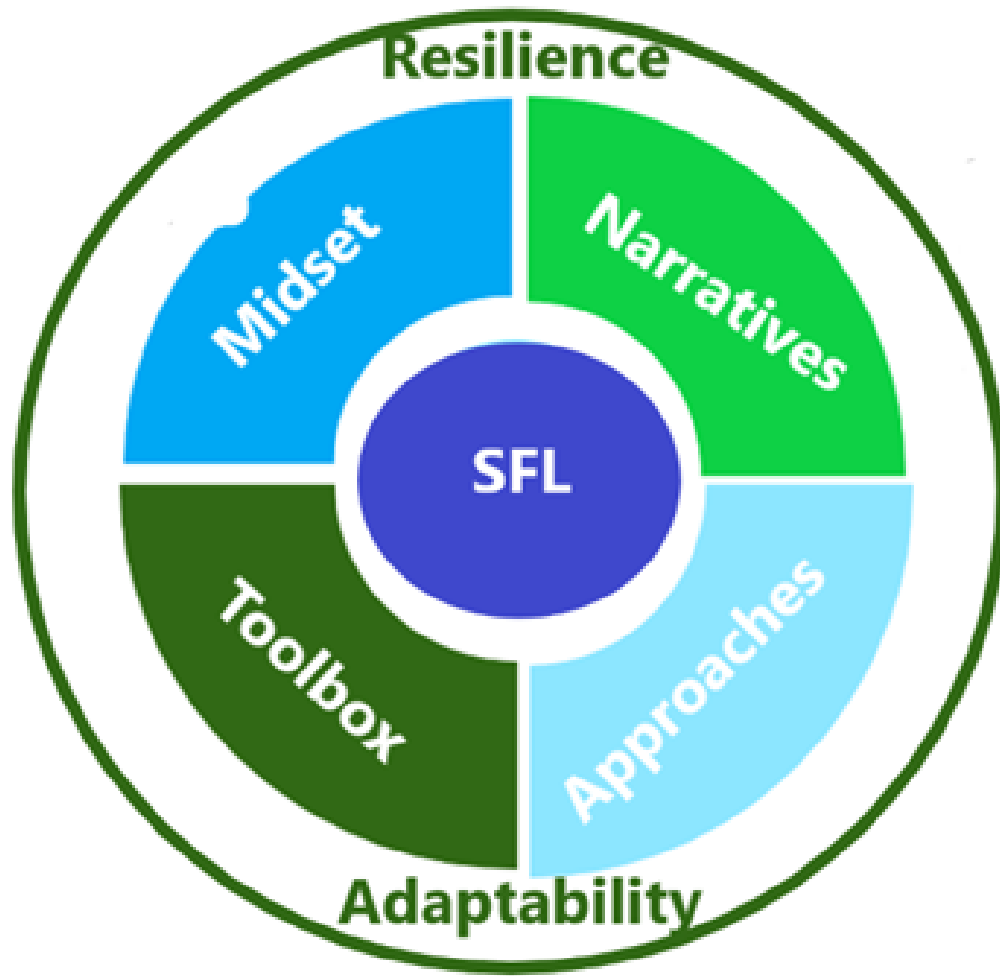 Resilience
Midset
Narratives
SFL
Toolbox
Approaches
Adaptability